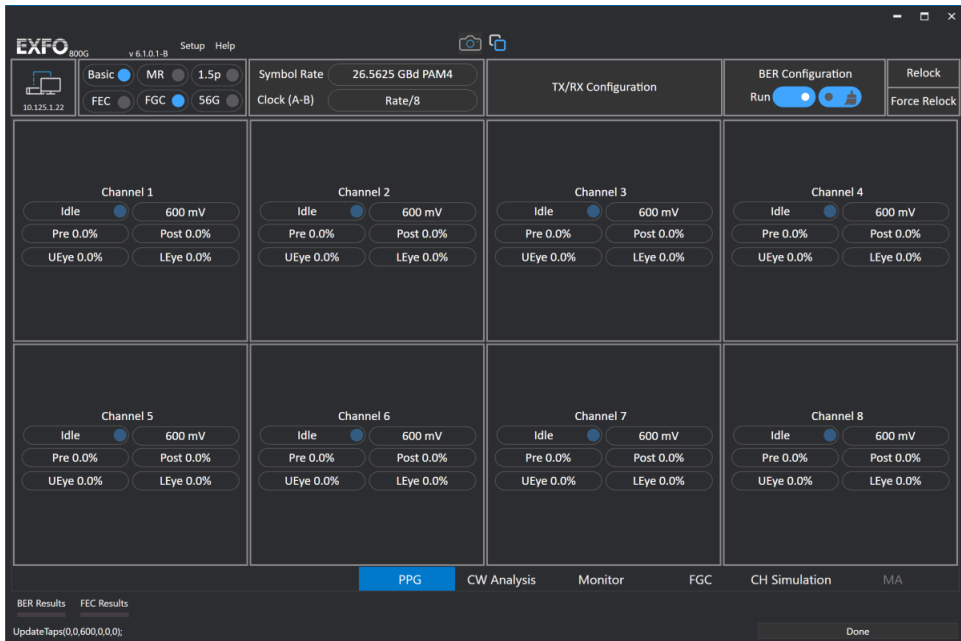 EXFO 800G v 6.1.0.1-B Setup Help
10.125.1.22
Basic MR 1.5p
FEC FGC 56G
Symbol Rate 26.5625 GBd PAM4
Clock (A-B) Rate/8
TX/RX Configuration
BER Configuration
Run
Relock
Force Relock
Channel 1
Idle 600 mV
Pre 0.0% Post 0.0%
UEye 0.0% LEye 0.0%
Channel 2
Idle 600 mV
Pre 0.0% Post 0.0%
UEye 0.0% LEye 0.0%
Channel 3
Idle 600 mV
Pre 0.0% Post 0.0%
UEye 0.0% LEye 0.0%
Channel 4
Idle 600 mV
Pre 0.0% Post 0.0%
UEye 0.0% LEye 0.0%
Channel 5
Idle 600 mV
Pre 0.0% Post 0.0%
UEye 0.0% LEye 0.0%
Channel 6
Idle 600 mV
Pre 0.0% Post 0.0%
UEye 0.0% LEye 0.0%
Channel 7
Idle 600 mV
Pre 0.0% Post 0.0%
UEye 0.0% LEye 0.0%
Channel 8
Idle 600 mV
Pre 0.0% Post 0.0%
UEye 0.0% LEye 0.0%
PPG CW Analysis Monitor FGC CH Simulation MA
BER Results FEC Results
UpdateTaps(0,0,600,0,0,0); Done